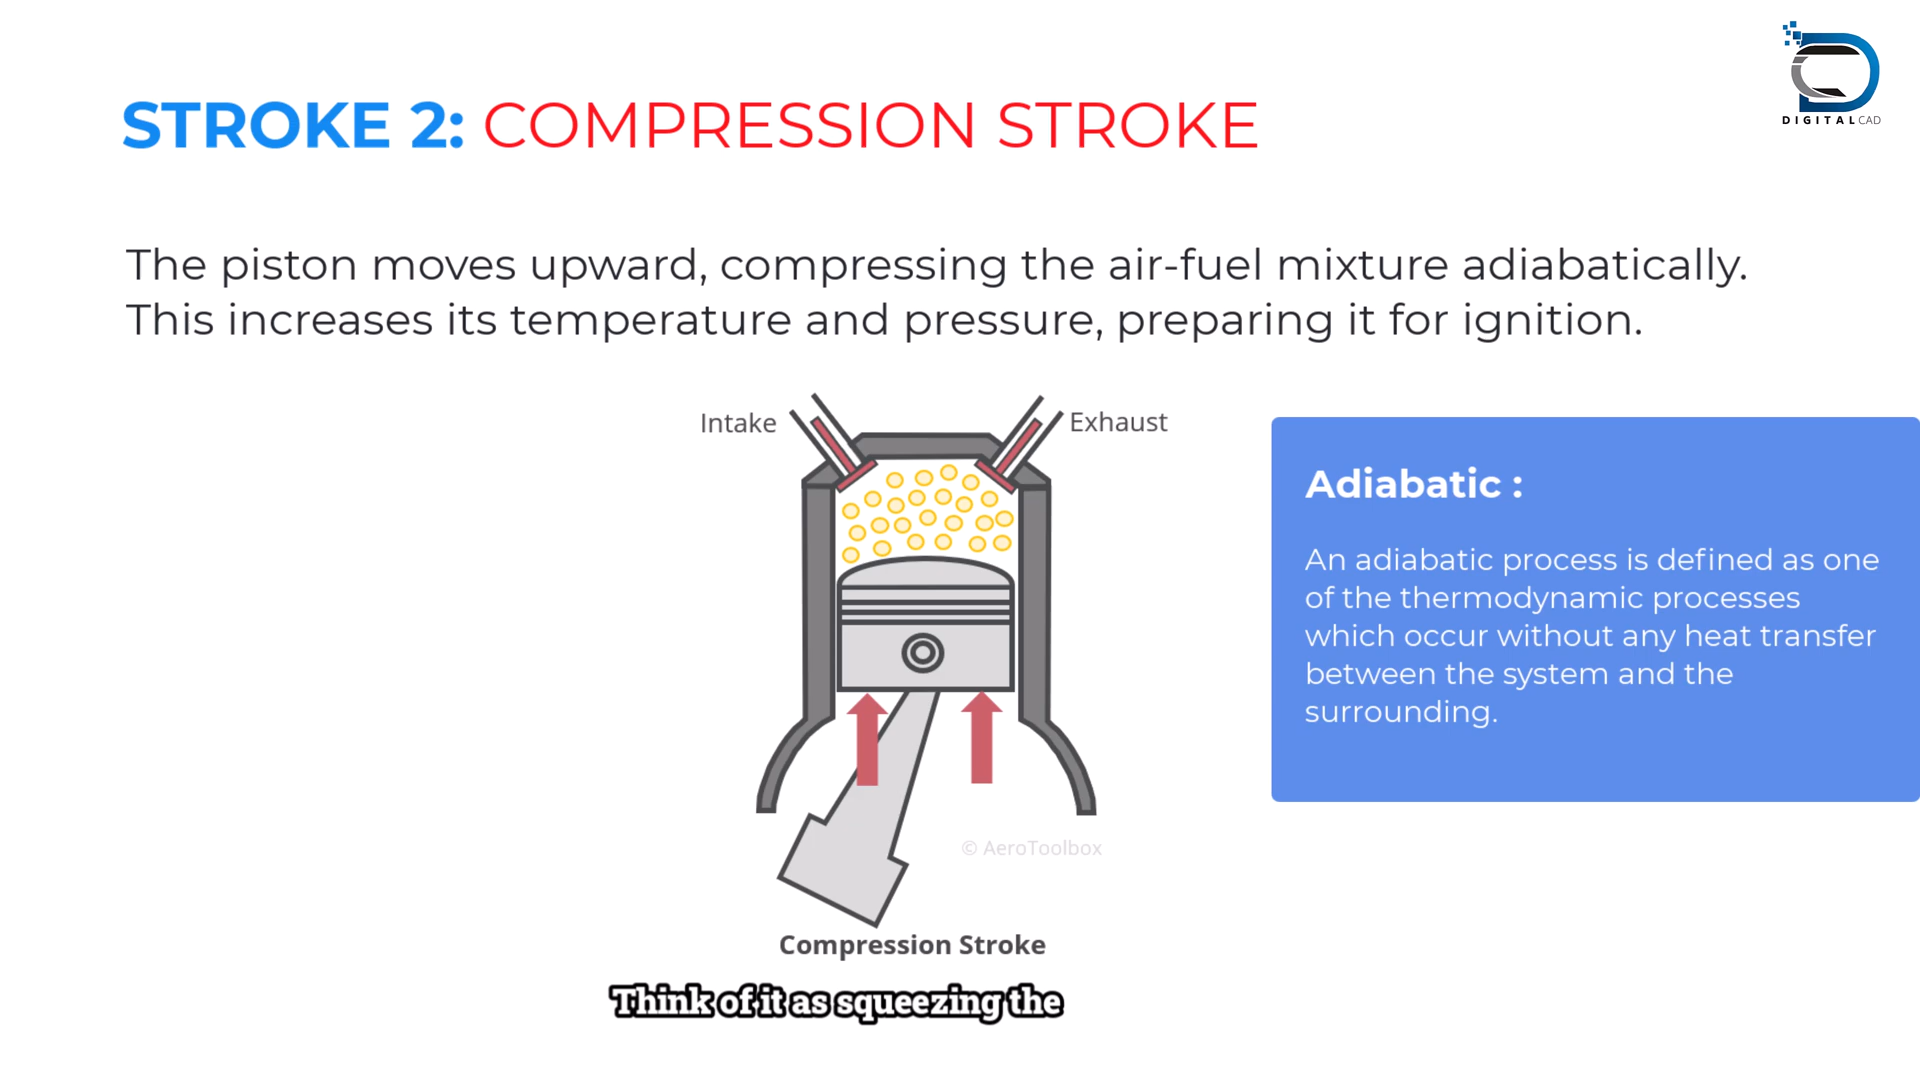 DIGITALCAD
STROKE 2: COMPRESSION STROKE
The piston moves upward, compressing the air-fuel mixture adiabatically.
This increases its temperature and pressure, preparing it for ignition.
Intake
Exhaust
Adiabatic :
An adiabatic process is defined as one
of the thermodynamic processes
which occur without any heat transfer
between the system and the
surrounding.
© AeroToolbox
Compression Stroke
Think of it as squeezing the